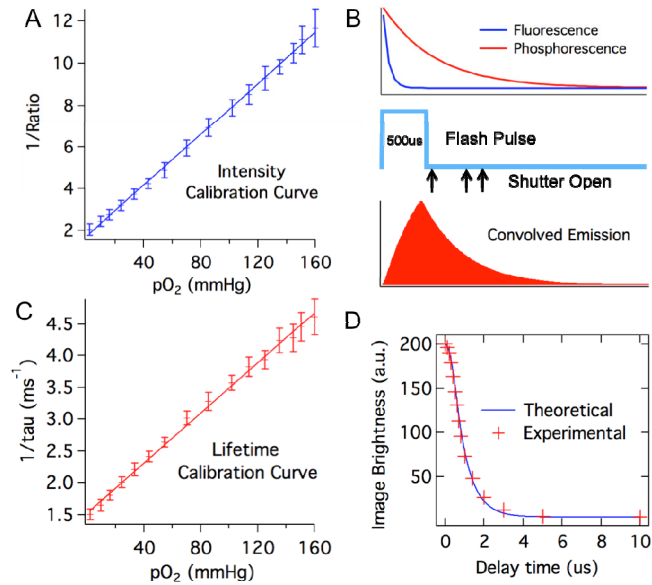 A
12
10
8
6
4
2
1/Ratio
Intensity
Calibration Curve
40
80
120
160
pO₂ (mmHg)
B
Fluorescence
Phosphorescence
500us
Flash Pulse
Shutter Open
Convolved Emission
C
4.5
4.0
3.5
3.0
2.5
2.0
1.5
1/tau (ms⁻¹)
Lifetime
Calibration Curve
40
80
120
160
pO₂ (mmHg)
D
200
150
100
50
Image Brightness (a.u.)
Theoretical
Experimental
0
2
4
6
8
10
Delay time (us)